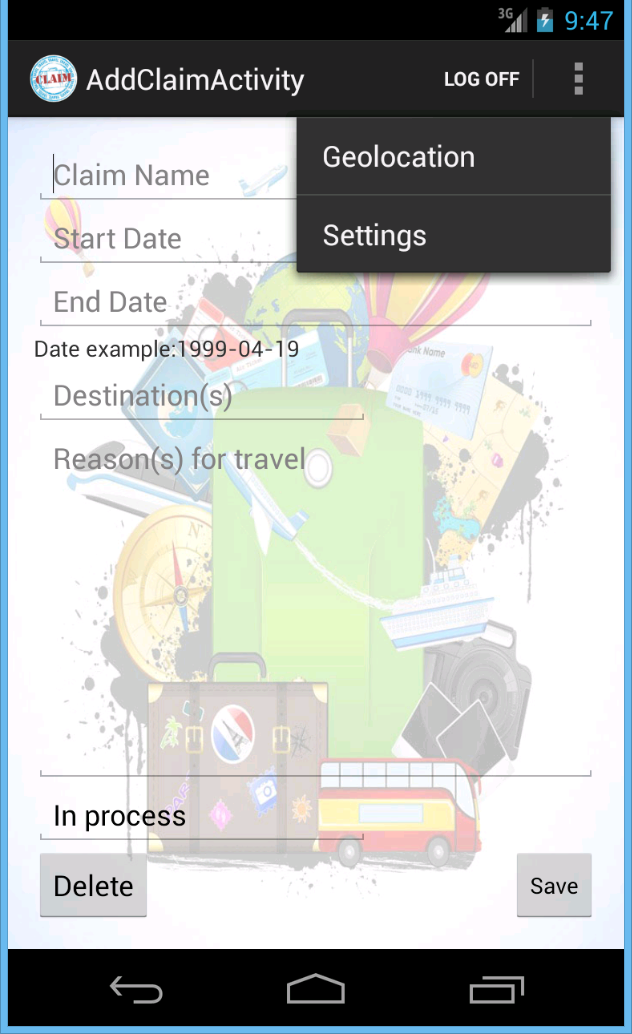 3G 9:47
CLAIM AddClaimActivity LOG OFF
Geolocation
Settings
Claim Name
Start Date
End Date
Date example:1999-04-19
Destination(s)
Reason(s) for travel
In process
Delete Save